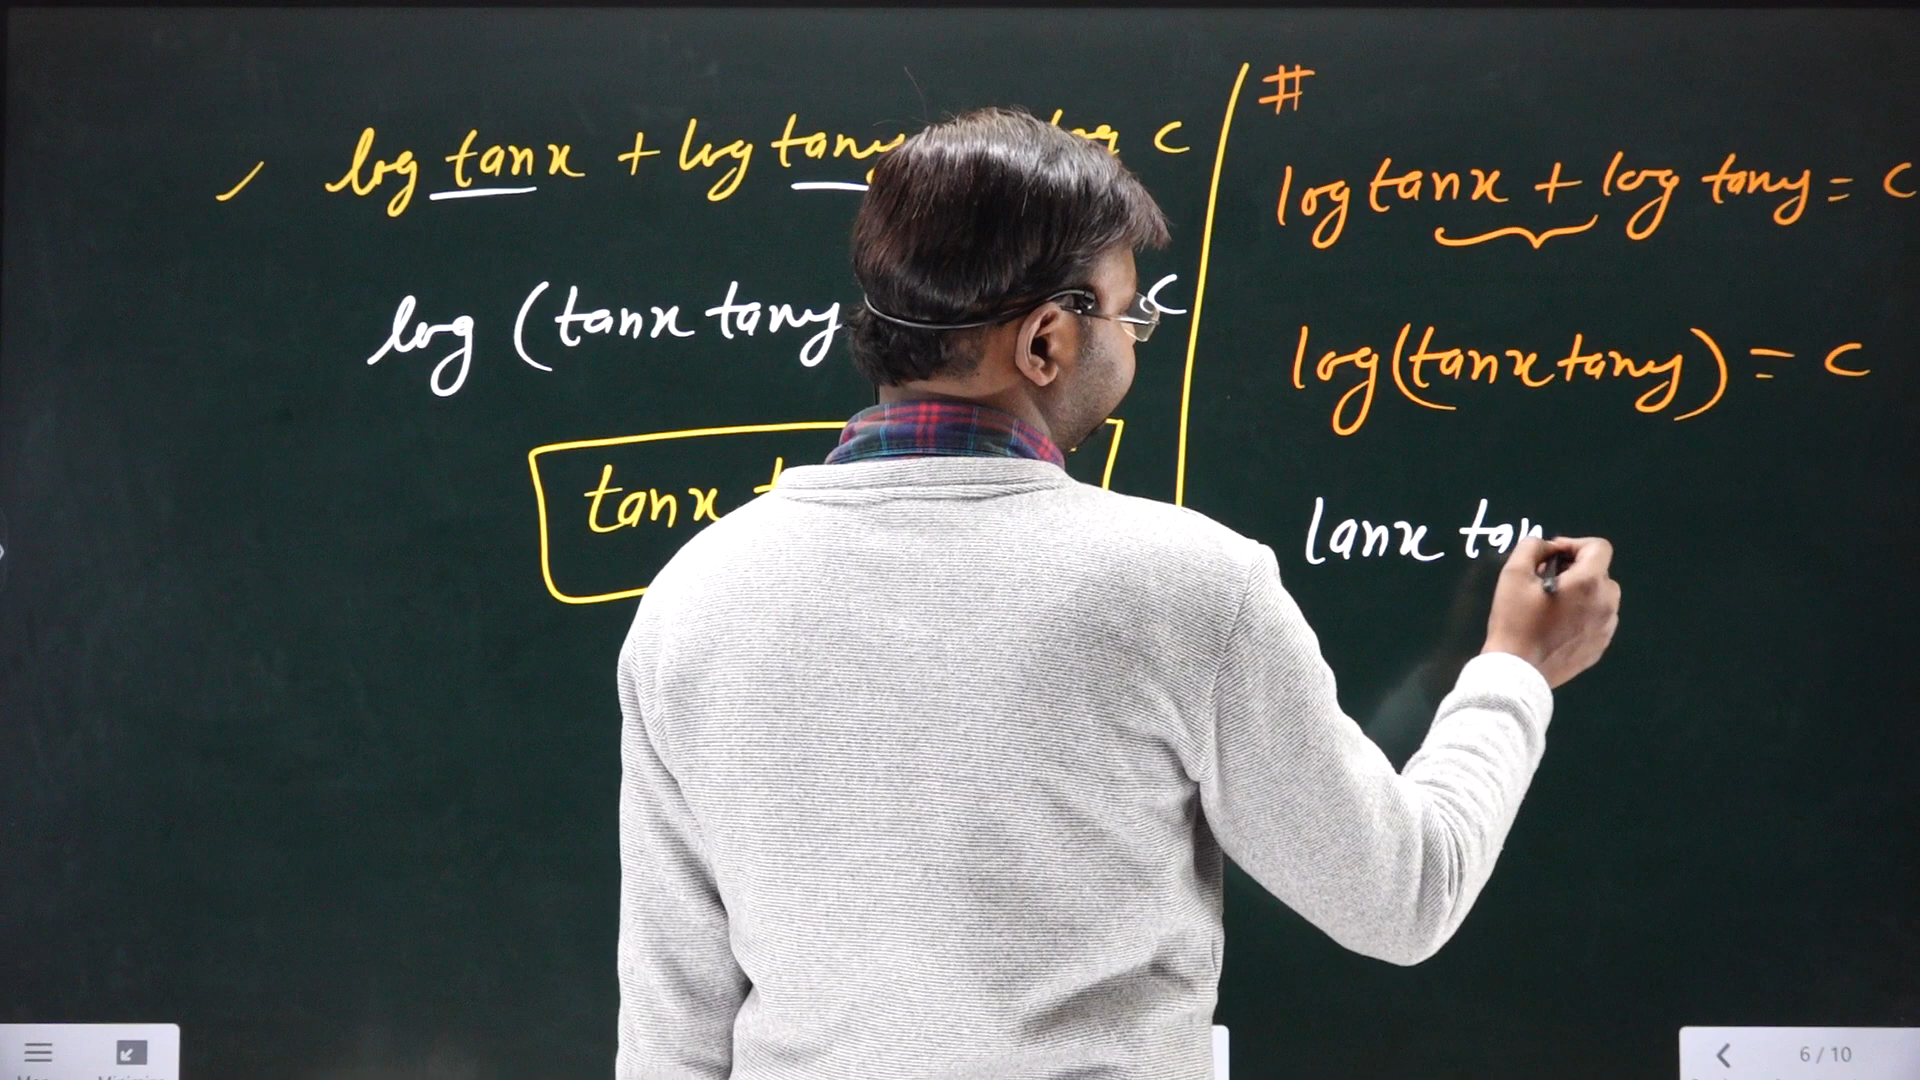 log tanx + log tany log c
log (tanx tany c
tanx t
#
log tanx + log tany = c
log(tanx tany) = c
tanx tan
6 / 10